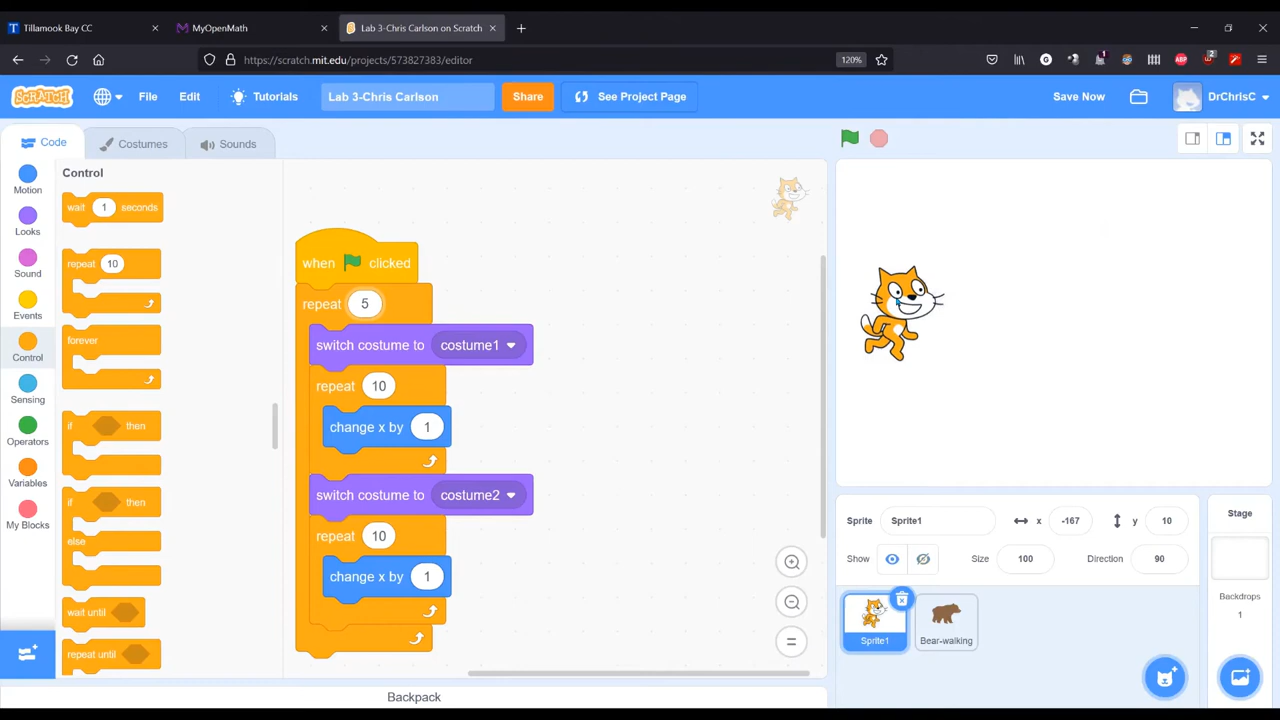 Tillamook Bay CC
MyOpenMath
Lab 3-Chris Carlson on Scratch
https://scratch.mit.edu/projects/573827383/editor
120%
1
ABP
2
SCRATCH
File
Edit
Tutorials
Lab 3-Chris Carlson
Share
See Project Page
Save Now
DrChrisC
Code
Costumes
Sounds
Motion
Looks
Sound
Events
Control
Sensing
Operators
Variables
My Blocks
Control
wait 1 seconds
repeat 10
forever
if then
if then
else
wait until
repeat until
when clicked
repeat 5
switch costume to costume1
repeat 10
change x by 1
switch costume to costume2
repeat 10
change x by 1
Backpack
Sprite Sprite1 x -167 y 10
Show Size 100 Direction 90
Sprite1
Bear-walking
Stage
Backdrops
1